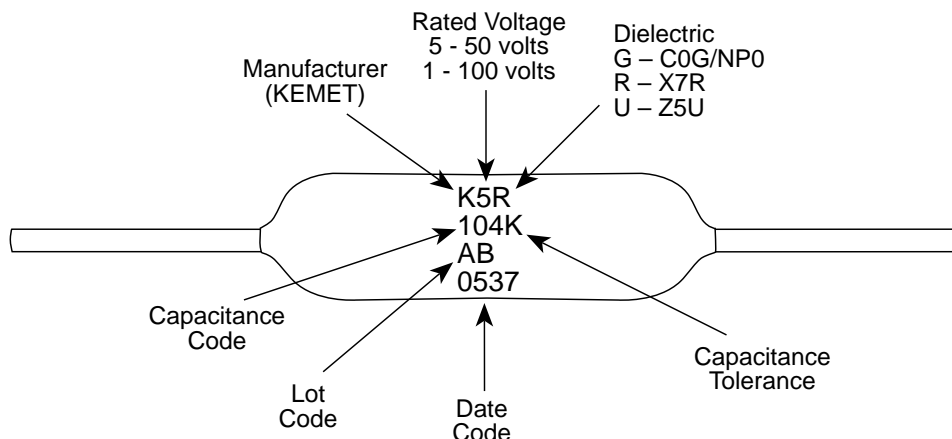 Rated Voltage
5 - 50 volts
1 - 100 volts
Dielectric
G – C0G/NP0
R – X7R
U – Z5U
Manufacturer
(KEMET)
K5R
104K
AB
0537
Capacitance
Code
Lot
Code
Date
Code
Capacitance
Tolerance